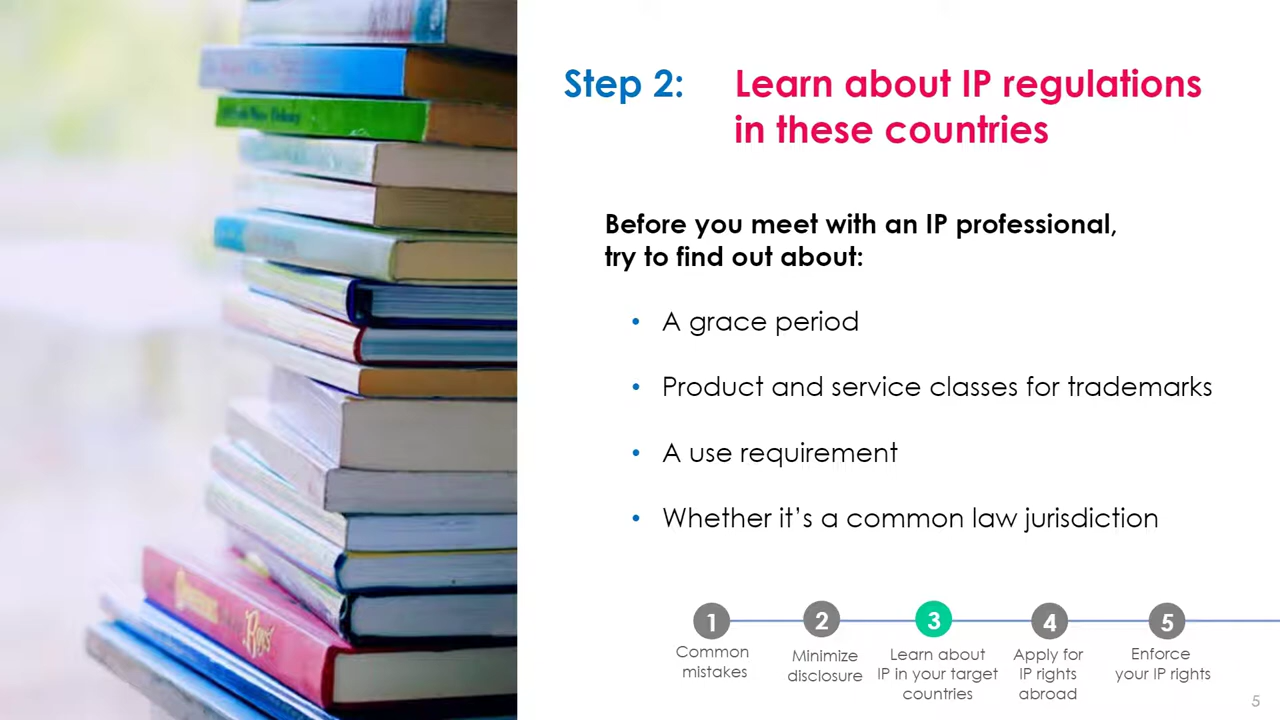 Step 2: Learn about IP regulations
in these countries
Before you meet with an IP professional,
try to find out about:
• A grace period
• Product and service classes for trademarks
• A use requirement
• Whether it’s a common law jurisdiction
1 2 3 4 5
Common
mistakes
Minimize
disclosure
Learn about
IP in your target
countries
Apply for
IP rights
abroad
Enforce
your IP rights
5
Boys